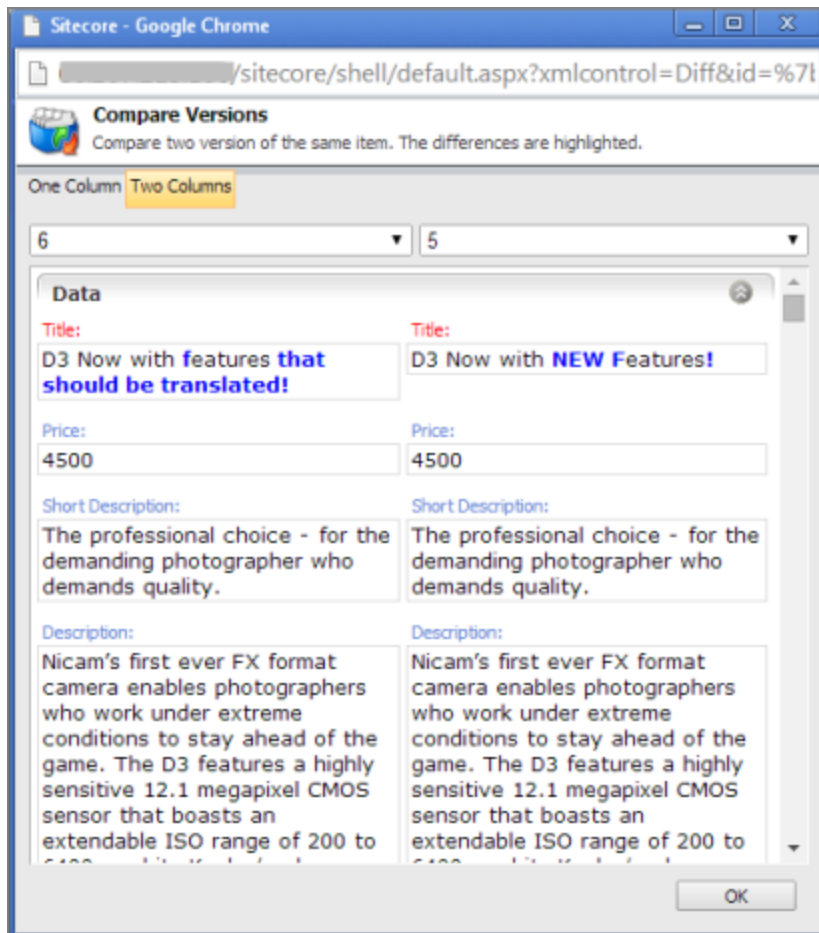 Sitecore - Google Chrome
/sitecore/shell/default.aspx?xmlcontrol=Diff&id=%7
Compare Versions
Compare two version of the same item. The differences are highlighted.
One Column Two Columns
6 5
Data
Title: Title:
D3 Now with features that D3 Now with NEW Features!
should be translated!
Price: Price:
4500 4500
Short Description: Short Description:
The professional choice - for the The professional choice - for the
demanding photographer who demanding photographer who
demands quality. demands quality.
Description: Description:
Nicam's first ever FX format Nicam's first ever FX format
camera enables photographers camera enables photographers
who work under extreme who work under extreme
conditions to stay ahead of the conditions to stay ahead of the
game. The D3 features a highly game. The D3 features a highly
sensitive 12.1 megapixel CMOS sensitive 12.1 megapixel CMOS
sensor that boasts an sensor that boasts an
extendable ISO range of 200 to extendable ISO range of 200 to
OK